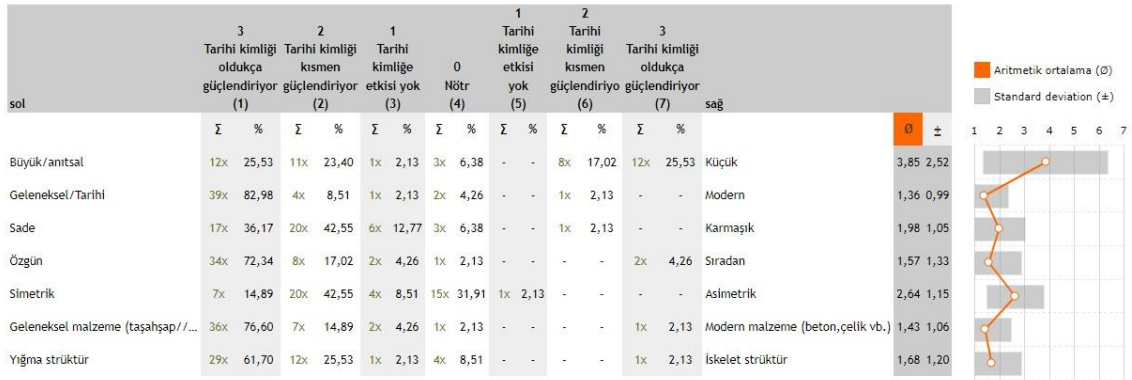 3 2 1 0 1 2 3
Tarihi kimliği Tarihi kimliği Tarihi Nötr Tarihi Tarihi Tarihi kimliği
oldukça kısmen kimliğe kimliğe kimliği oldukça
güçlendiriyor güçlendiriyor etkisi yok etkisi yok kısmen güçlendiriyo güçlendiriyor
sol (1) (2) (3) (4) (5) (6) (7) sağ
Aritmetik ortalama (Ø)
Standard deviation (±)
Σ % Σ % Σ % Σ % Σ % Σ % Σ % Ø ± 1 2 3 4 5 6 7
Büyük/anıtsal 12x 25,53 11x 23,40 1x 2,13 3x 6,38 - - 8x 17,02 12x 25,53 Küçük 3,85 2,52
Geleneksel/Tarihi 39x 82,98 4x 8,51 1x 2,13 2x 4,26 - - 1x 2,13 - - Modern 1,36 0,99
Sade 17x 36,17 20x 42,55 6x 12,77 3x 6,38 - - 1x 2,13 - - Karmaşık 1,98 1,05
Özgün 34x 72,34 8x 17,02 2x 4,26 1x 2,13 - - - - 2x 4,26 Sıradan 1,57 1,33
Simetrik 7x 14,89 20x 42,55 4x 8,51 15x 31,91 1x 2,13 - - - - Asimetrik 2,64 1,15
Geleneksel malzeme (taşahşap//... 36x 76,60 7x 14,89 2x 4,26 1x 2,13 - - - - 1x 2,13 Modern malzeme (beton,çelik vb.) 1,43 1,06
Yığma strüktür 29x 61,70 12x 25,53 1x 2,13 4x 8,51 - - - - 1x 2,13 İskelet strüktür 1,68 1,20